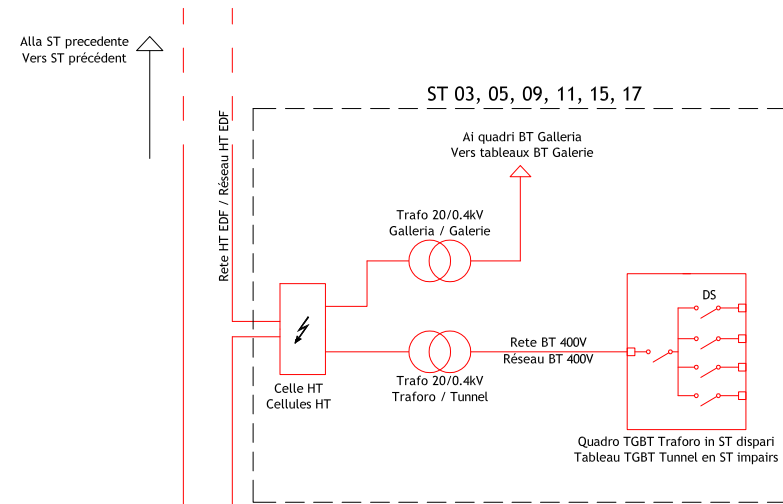 Alla ST precedente
Vers ST précédent
ST 03, 05, 09, 11, 15, 17
Rete HT EDF / Réseau HT EDF
Ai quadri BT Galleria
Vers tableaux BT Galerie
Trafo 20/0.4kV
Galleria / Galerie
DS
Rete BT 400V
Réseau BT 400V
Celle HT
Cellules HT
Trafo 20/0.4kV
Traforo / Tunnel
Quadro TGBT Traforo in ST dispari
Tableau TGBT Tunnel en ST impairs